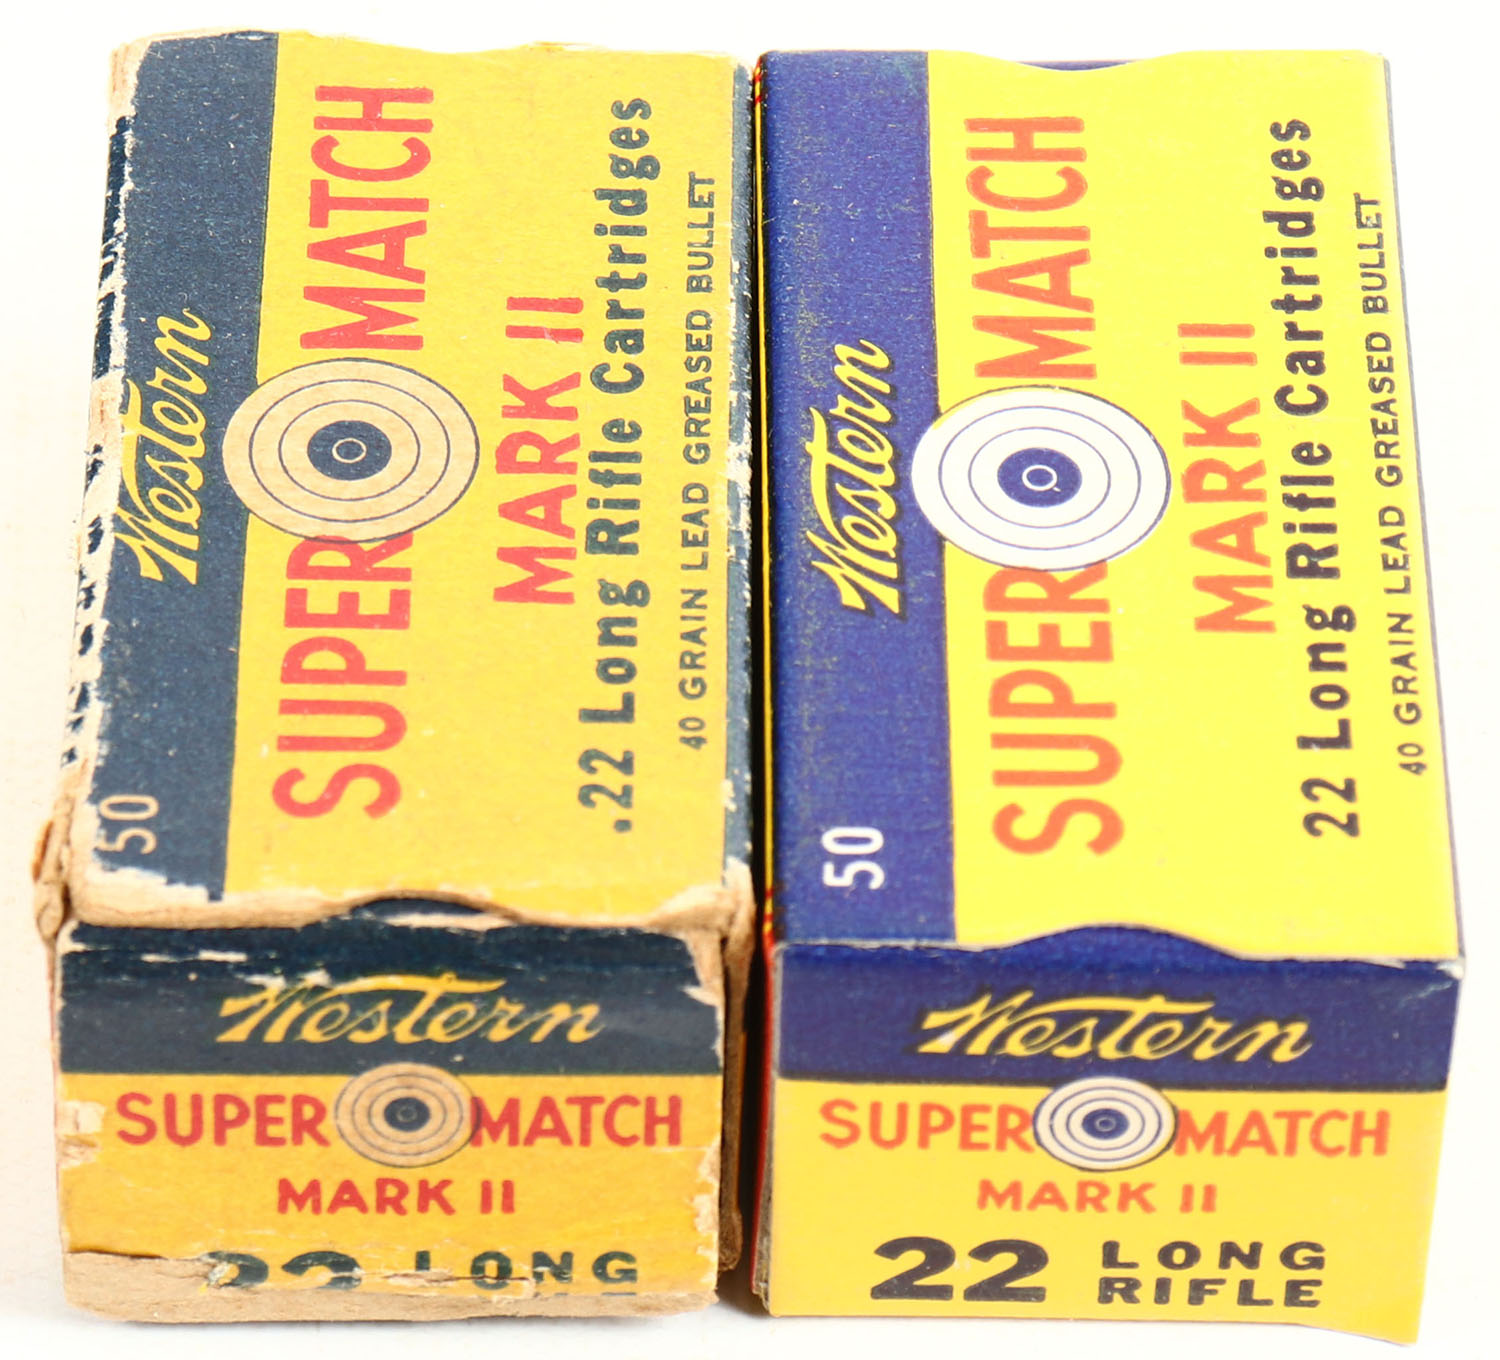 50
Western
SUPER MATCH
MARK II
.22 Long Rifle Cartridges
40 GRAIN LEAD GREASED BULLET
Western
SUPER MATCH
MARK II
22 LONG
50
Western
SUPER MATCH
MARK II
22 Long Rifle Cartridges
40 GRAIN LEAD GREASED BULLET
Western
SUPER MATCH
MARK II
22 LONG
RIFLE